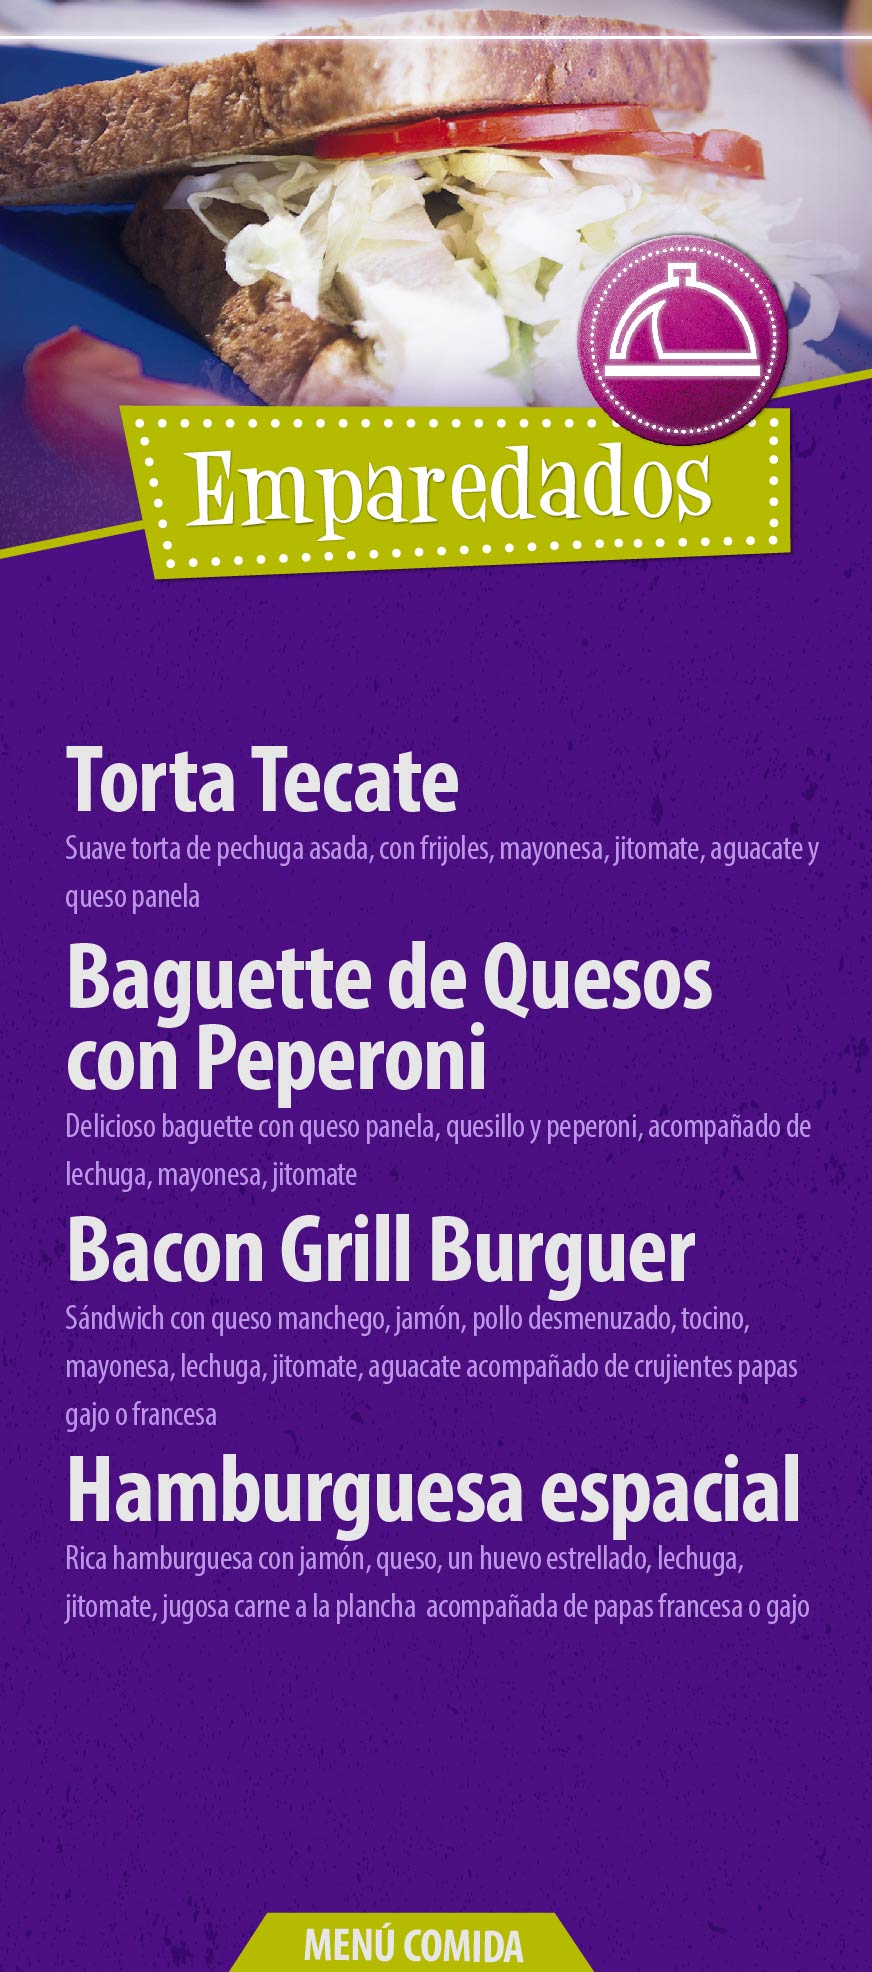 Emparedados
Torta Tecate
Suave torta de pechuga asada, con frijoles, mayonesa, jitomate, aguacate y
queso panela
Baguette de Quesos
con Peperoni
Delicioso baguette con queso panela, quesillo y peperoni, acompañado de
lechuga, mayonesa, jitomate
Bacon Grill Burguer
Sándwich con queso manchego, jamón, pollo desmenuzado, tocino,
mayonesa, lechuga, jitomate, aguacate acompañado de crujientes papas
gajo o francesa
Hamburguesa espacial
Rica hamburguesa con jamón, queso, un huevo estrellado, lechuga,
jitomate, jugosa carne a la plancha  acompañada de papas francesa o gajo
MENÚ COMIDA